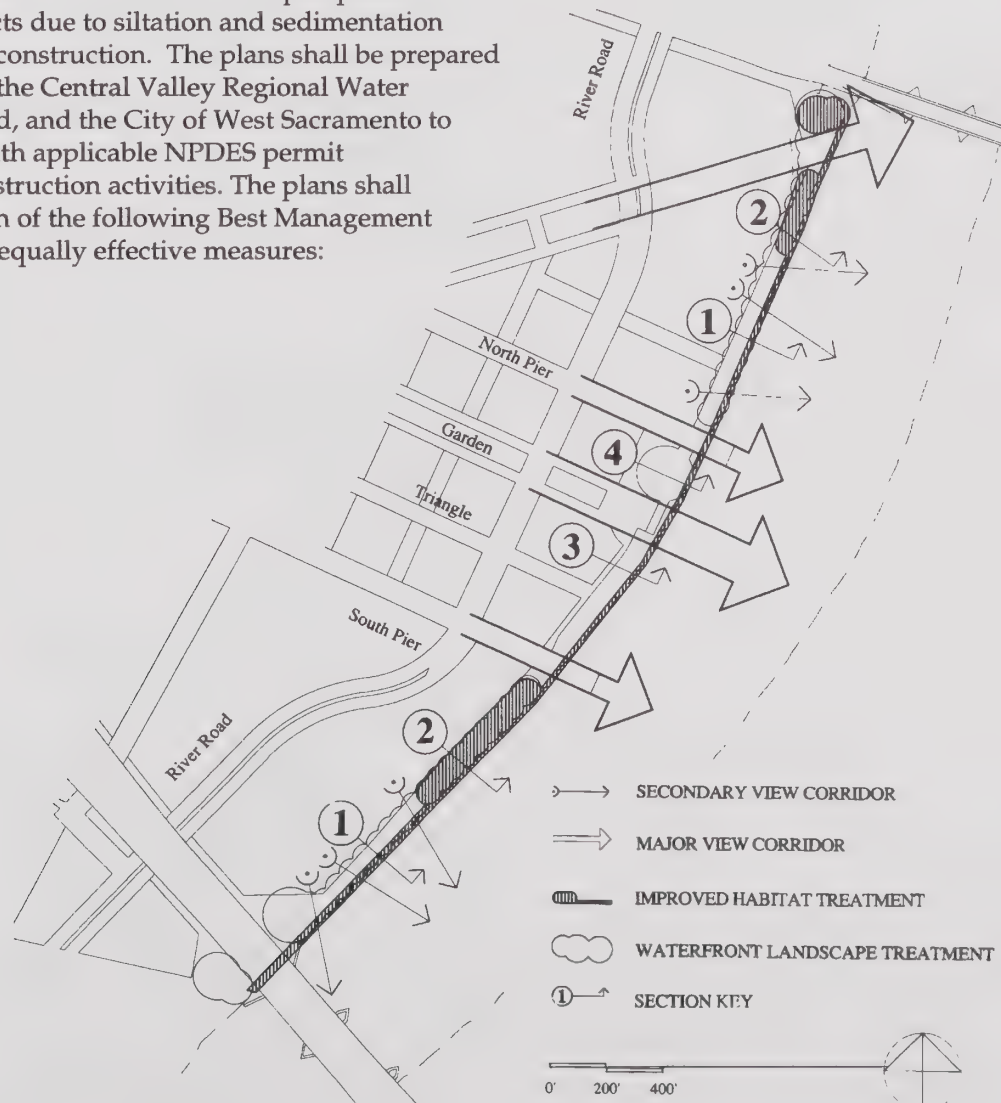 cts due to siltation and sedimentation
construction. The plans shall be prepared
the Central Valley Regional Water
d, and the City of West Sacramento to
ith applicable NPDES permit
struction activities. The plans shall
n of the following Best Management
equally effective measures:
River Road
2
1
North Pier
Garden
4
Triangle
3
South Pier
River Road
2
1
SECONDARY VIEW CORRIDOR
MAJOR VIEW CORRIDOR
IMPROVED HABITAT TREATMENT
WATERFRONT LANDSCAPE TREATMENT
1 SECTION KEY
0' 200' 400'